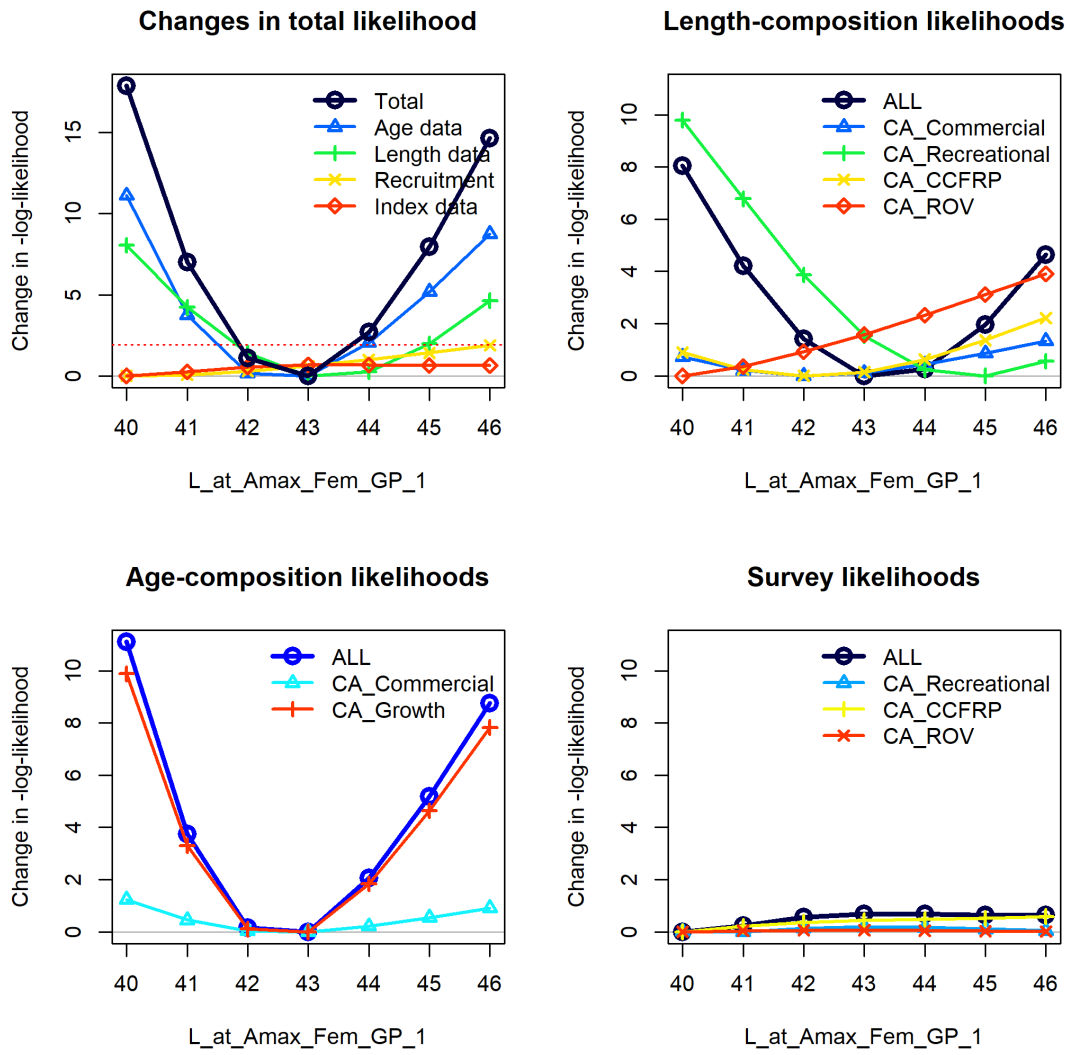 Changes in total likelihood
Change in -log-likelihood
15
10
5
0
Total
Age data
Length data
Recruitment
Index data
40 41 42 43 44 45 46
L_at_Amax_Fem_GP_1
Length-composition likelihoods
Change in -log-likelihood
10
8
6
4
2
0
ALL
CA_Commercial
CA_Recreational
CA_CCFRP
CA_ROV
40 41 42 43 44 45 46
L_at_Amax_Fem_GP_1
Age-composition likelihoods
Change in -log-likelihood
10
8
6
4
2
0
ALL
CA_Commercial
CA_Growth
40 41 42 43 44 45 46
L_at_Amax_Fem_GP_1
Survey likelihoods
Change in -log-likelihood
10
8
6
4
2
0
ALL
CA_Recreational
CA_CCFRP
CA_ROV
40 41 42 43 44 45 46
L_at_Amax_Fem_GP_1